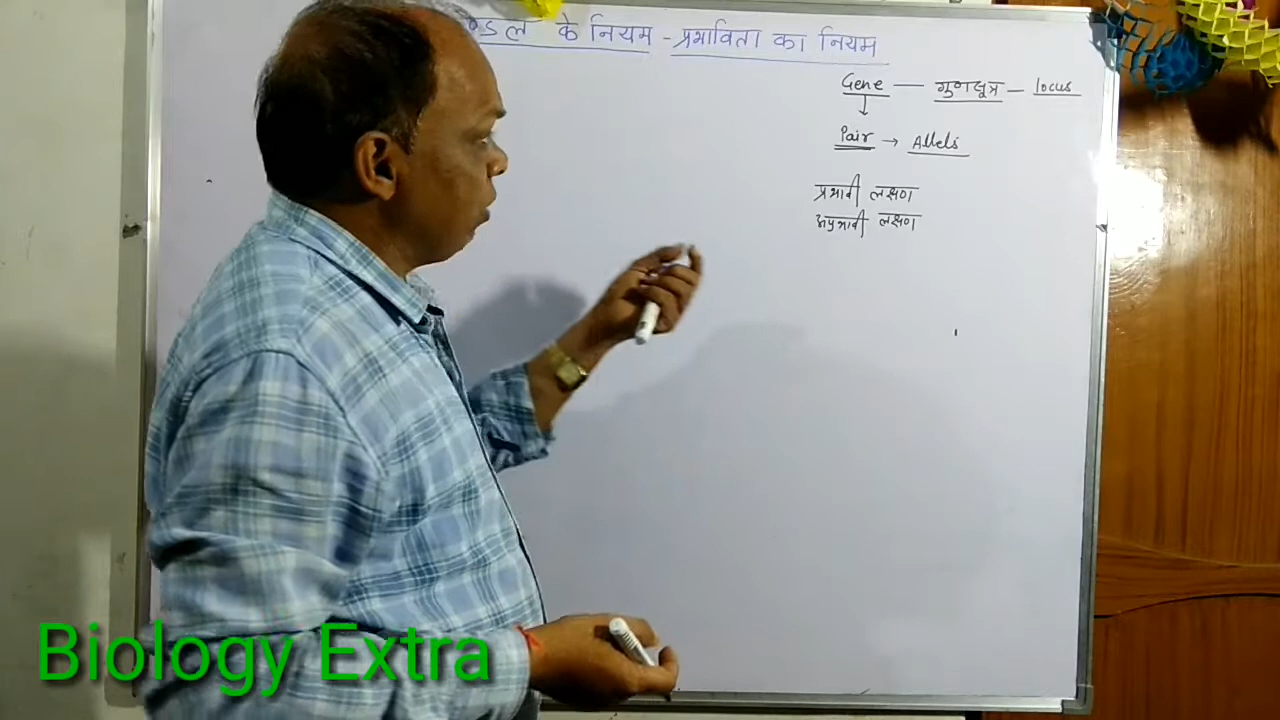 के नियम - प्रभाविता का नियम
Gene — गुणसूत्र — locus
↓
Pair → Allels
प्रभावी लक्षण
अप्रभावी लक्षण
Biology Extra